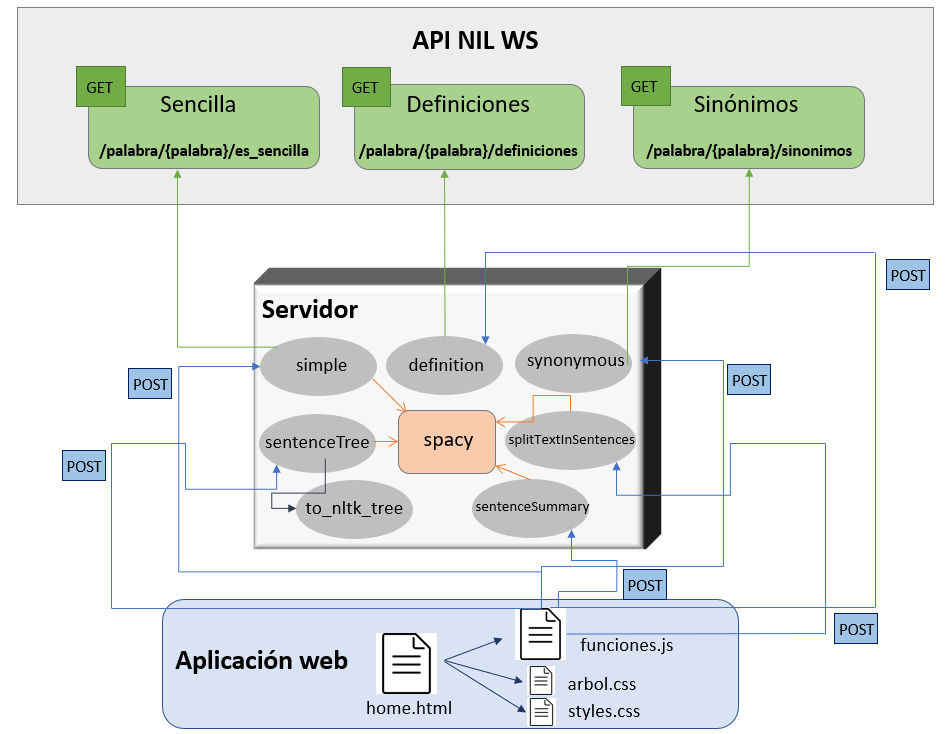 API NIL WS
GET
Sencilla
/palabra/{palabra}/es_sencilla
GET
Definiciones
/palabra/{palabra}/definiciones
GET
Sinónimos
/palabra/{palabra}/sinonimos
POST
Servidor
simple
definition
synonymous
POST
POST
sentenceTree
spacy
splitTextInSentences
POST
to_nltk_tree
sentenceSummary
POST
POST
Aplicación web
home.html
funciones.js
arbol.css
styles.css